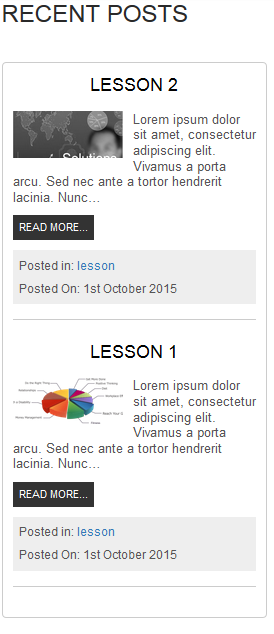 RECENT POSTS
LESSON 2
Solutions
Lorem ipsum dolor
sit amet, consectetur
adipiscing elit.
Vivamus a porta
arcu. Sed nec ante a tortor hendrerit
lacinia. Nunc...
READ MORE...
Posted in: lesson
Posted On: 1st October 2015
LESSON 1
Lorem ipsum dolor
sit amet, consectetur
adipiscing elit.
Vivamus a porta
arcu. Sed nec ante a tortor hendrerit
lacinia. Nunc...
READ MORE...
Posted in: lesson
Posted On: 1st October 2015